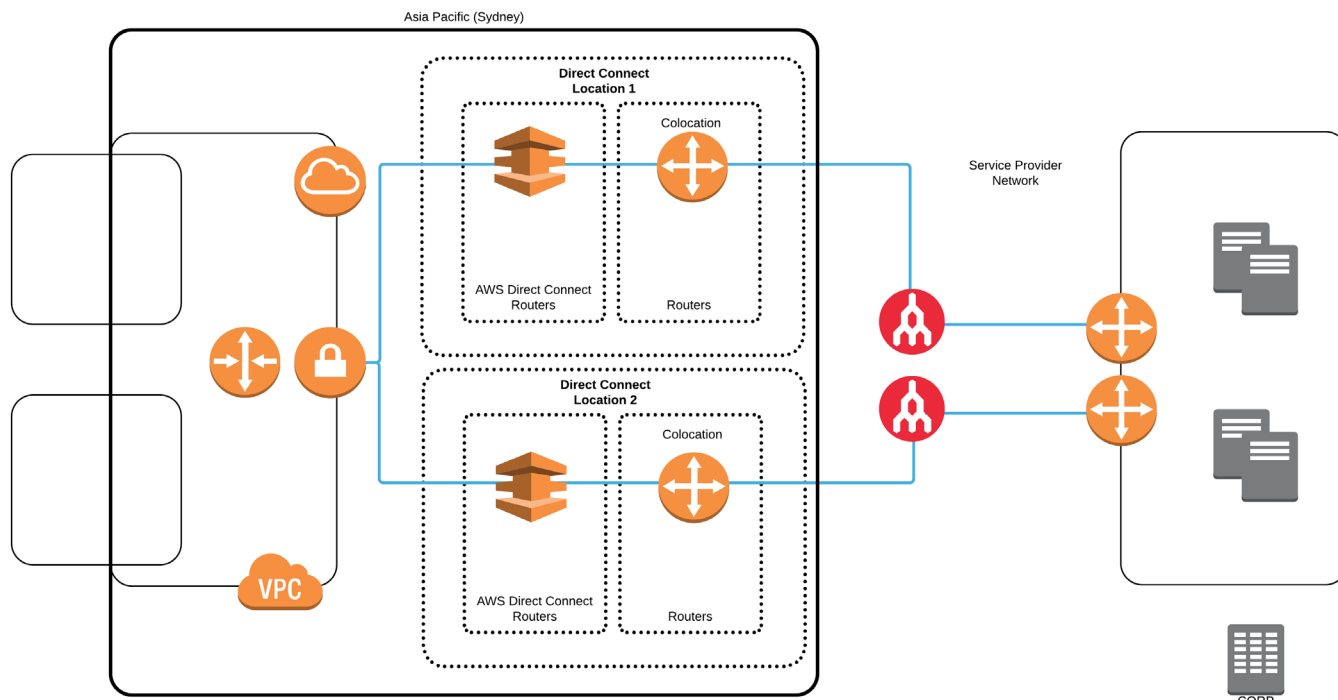 Asia Pacific (Sydney)
Direct Connect
Location 1
Colocation
AWS Direct Connect
Routers
Routers
Service Provider
Network
Direct Connect
Location 2
Colocation
AWS Direct Connect
Routers
Routers
VPC
CORP